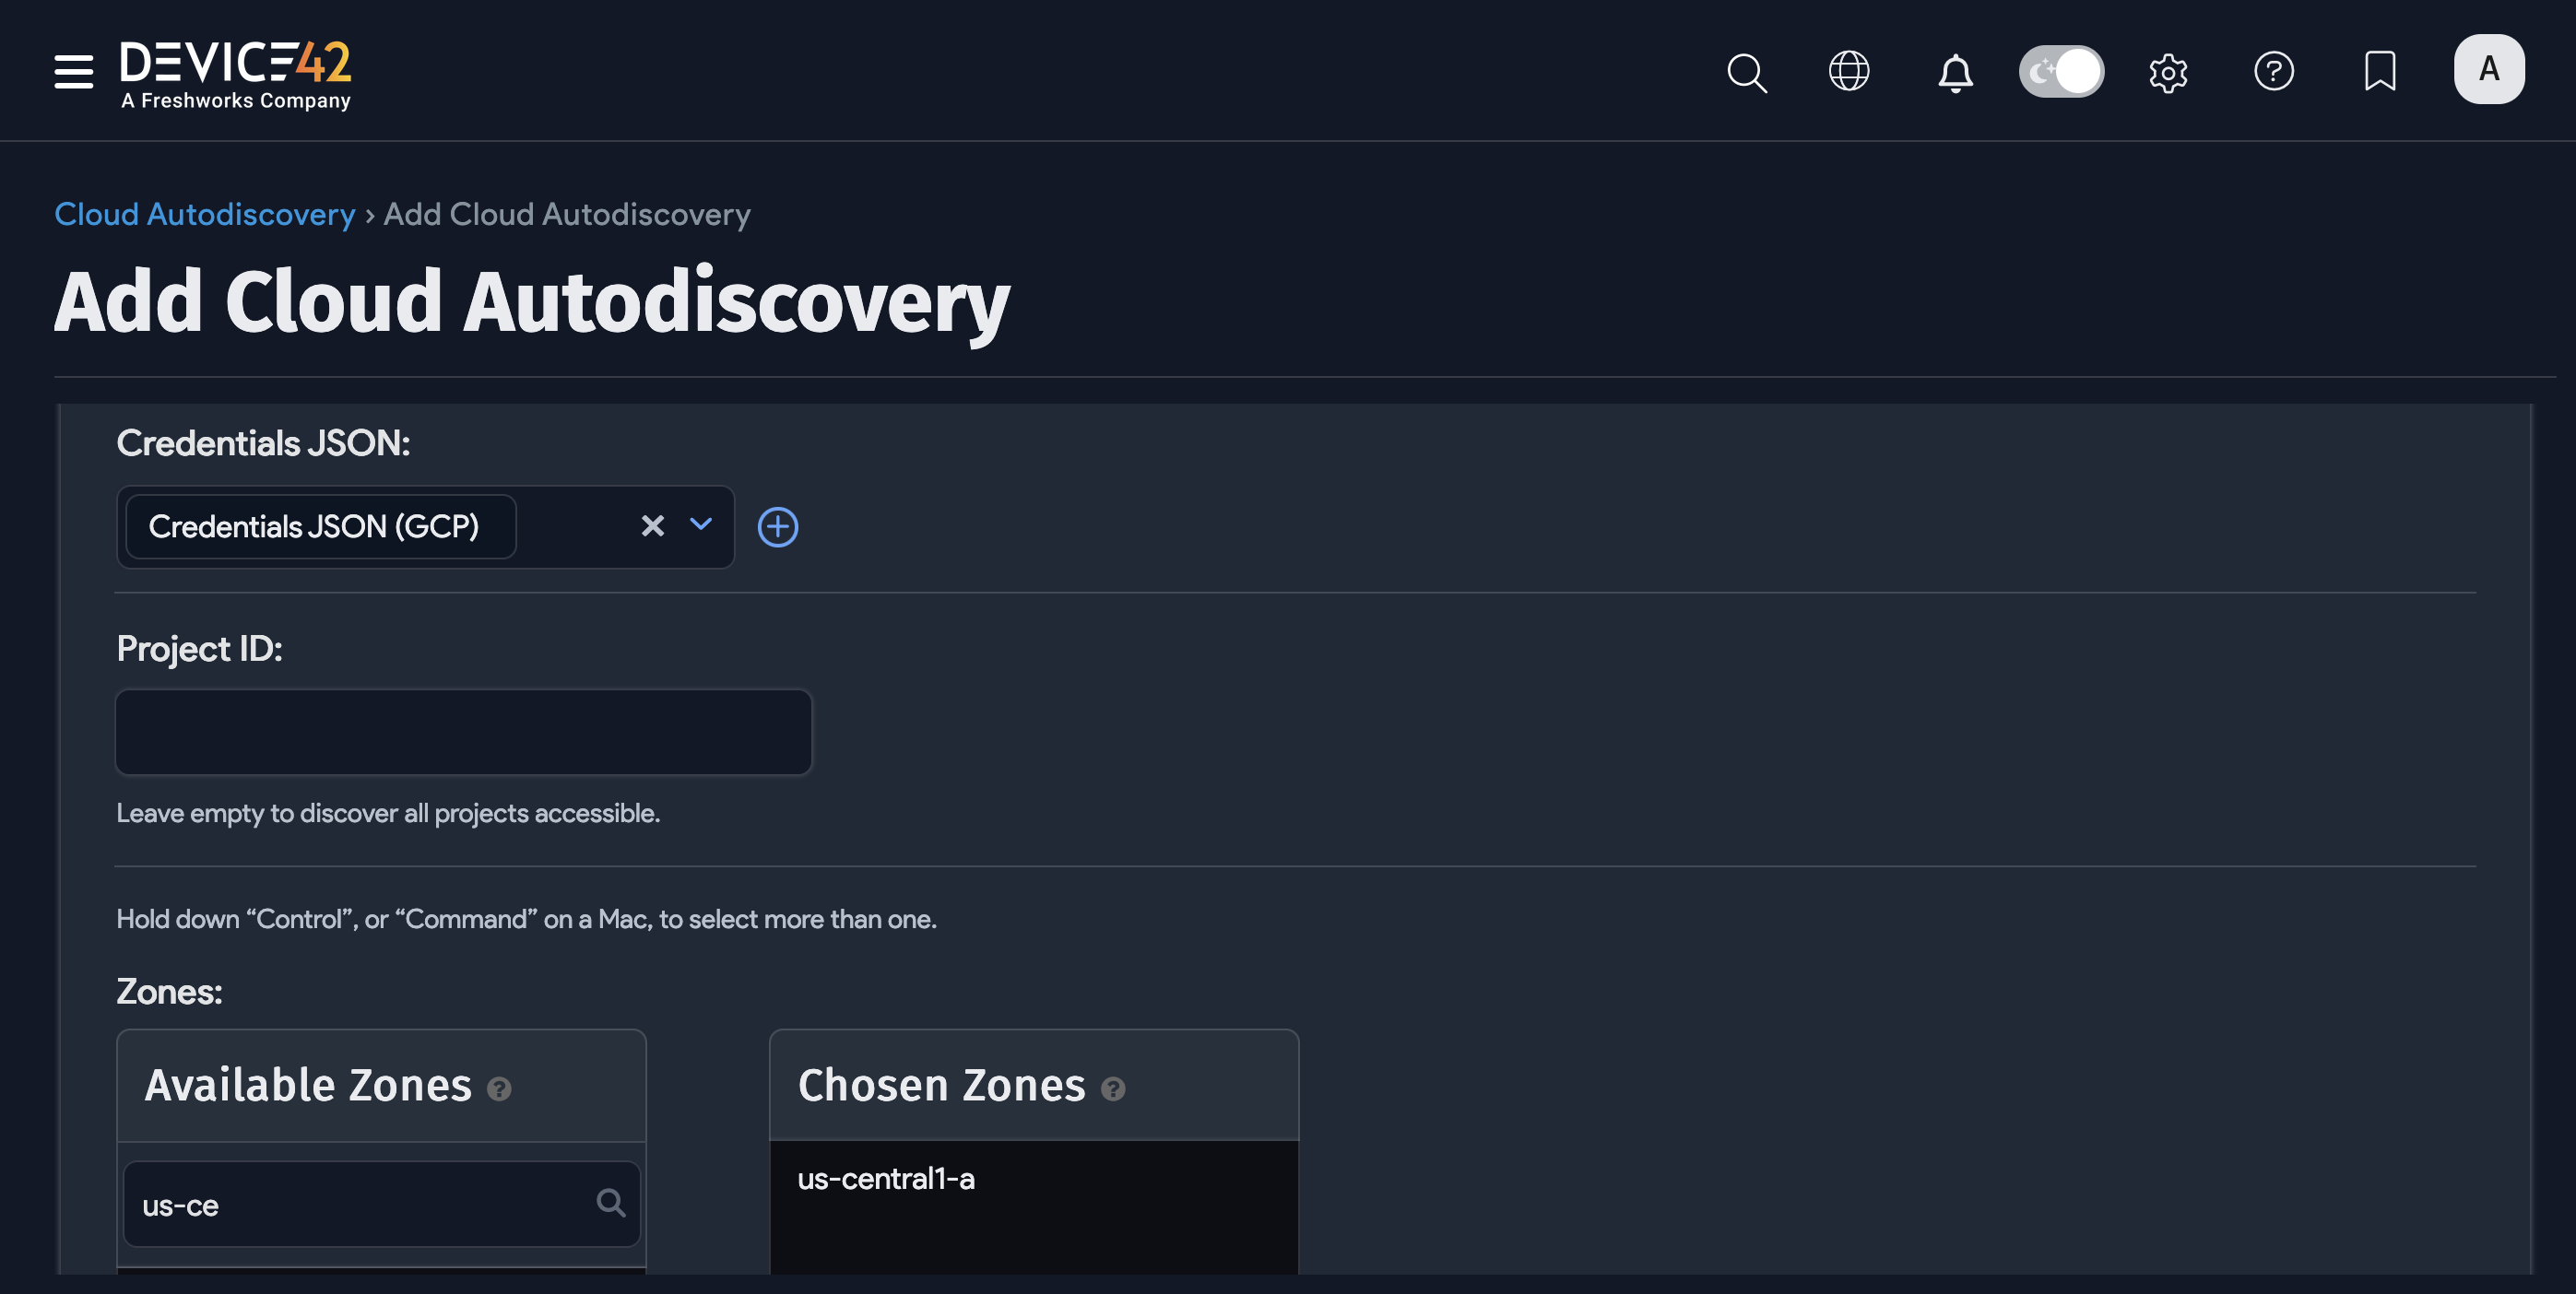 DEVICE42
A Freshworks Company
A
Cloud Autodiscovery › Add Cloud Autodiscovery
Add Cloud Autodiscovery
Credentials JSON:
Credentials JSON (GCP)
Project ID:
Leave empty to discover all projects accessible.
Hold down “Control”, or “Command” on a Mac, to select more than one.
Zones:
Available Zones ?
Chosen Zones ?
us-ce
us-central1-a